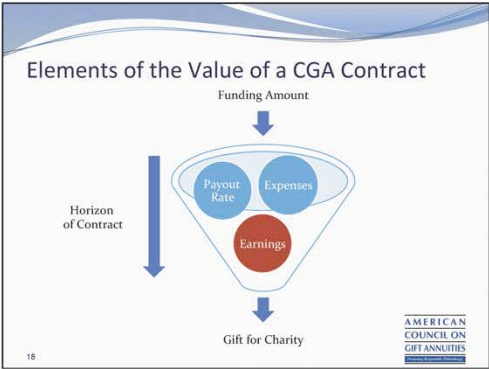 Elements of the Value of a CGA Contract
Funding Amount
Payout
Rate
Expenses
Earnings
Horizon
of Contract
Gift for Charity
AMERICAN
COUNCIL ON
GIFT ANNUITIES
18